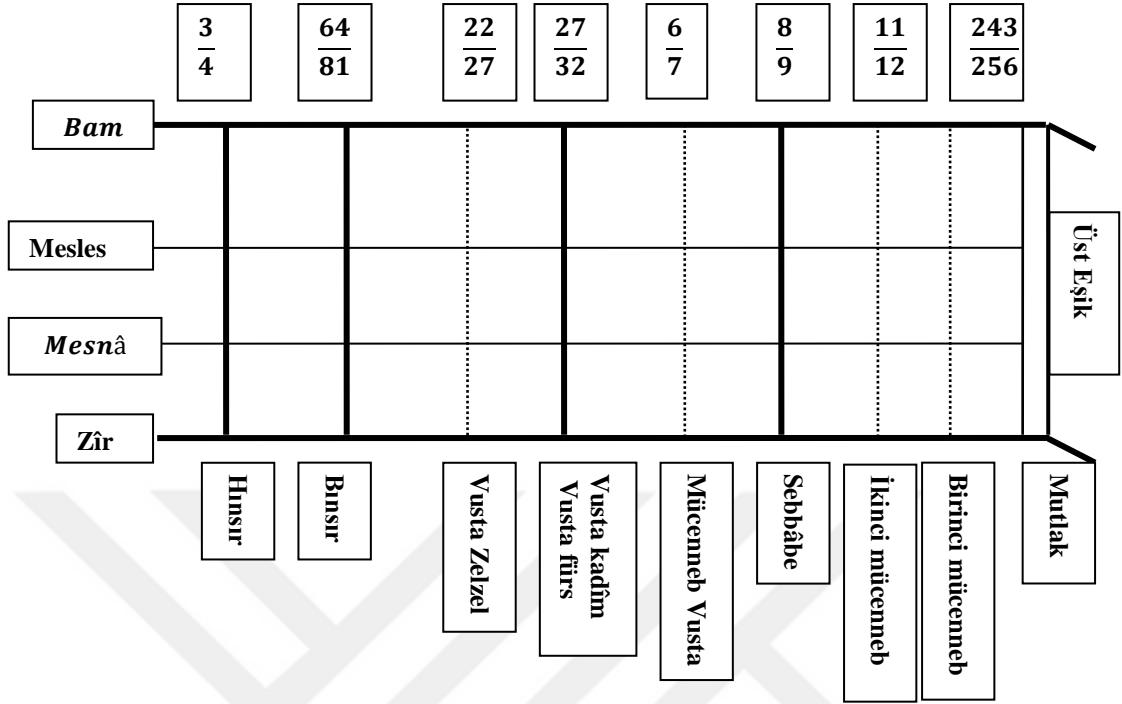 3/4 64/81 22/27 27/32 6/7 8/9 11/12 243/256
Bam
Mesles
Mesnâ
Zîr
Üst Eşik
Hınsır
Bınsır
Vusta Zelzel
Vusta kadîm
Vusta fürs
Mücenneb Vusta
Sebbâbe
İkinci mücenneb
Birinci mücenneb
Mutlak